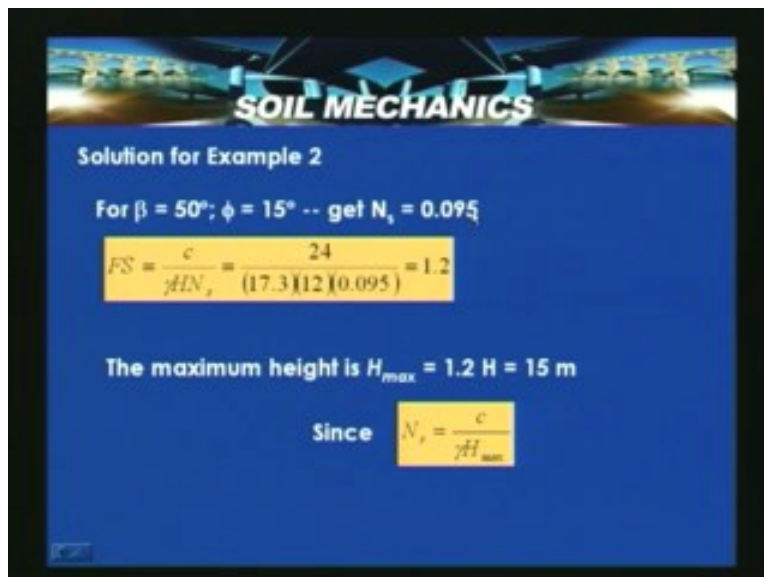 SOIL MECHANICS
Solution for Example 2
For β = 50°; ϕ = 15° -- get Nₛ = 0.095
FS = c / γHNₛ = 24 / (17.3)(12)(0.095) = 1.2
The maximum height is Hₘₐₓ = 1.2 H = 15 m
Since Nₛ = c / γH